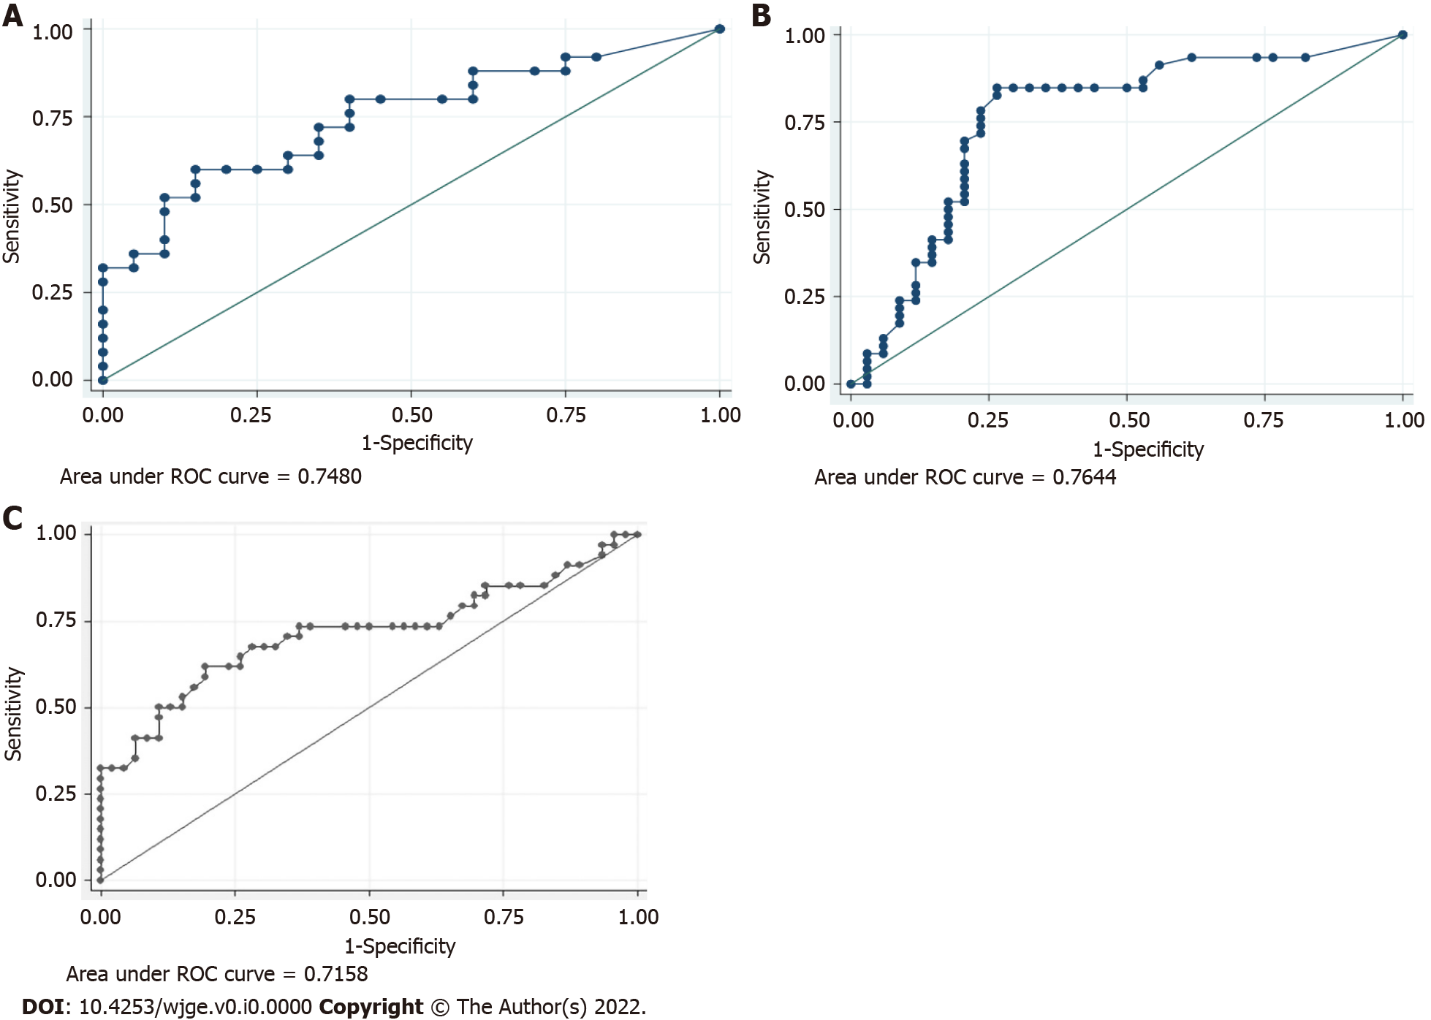 A
1.00
0.75
0.50
0.25
0.00
Sensitivity
0.00 0.25 0.50 0.75 1.00
1-Specificity
Area under ROC curve = 0.7480
B
1.00
0.75
0.50
0.25
0.00
Sensitivity
0.00 0.25 0.50 0.75 1.00
1-Specificity
Area under ROC curve = 0.7644
C
1.00
0.75
0.50
0.25
0.00
Sensitivity
0.00 0.25 0.50 0.75 1.00
1-Specificity
Area under ROC curve = 0.7158
DOI: 10.4253/wjge.v0.i0.0000 Copyright © The Author(s) 2022.